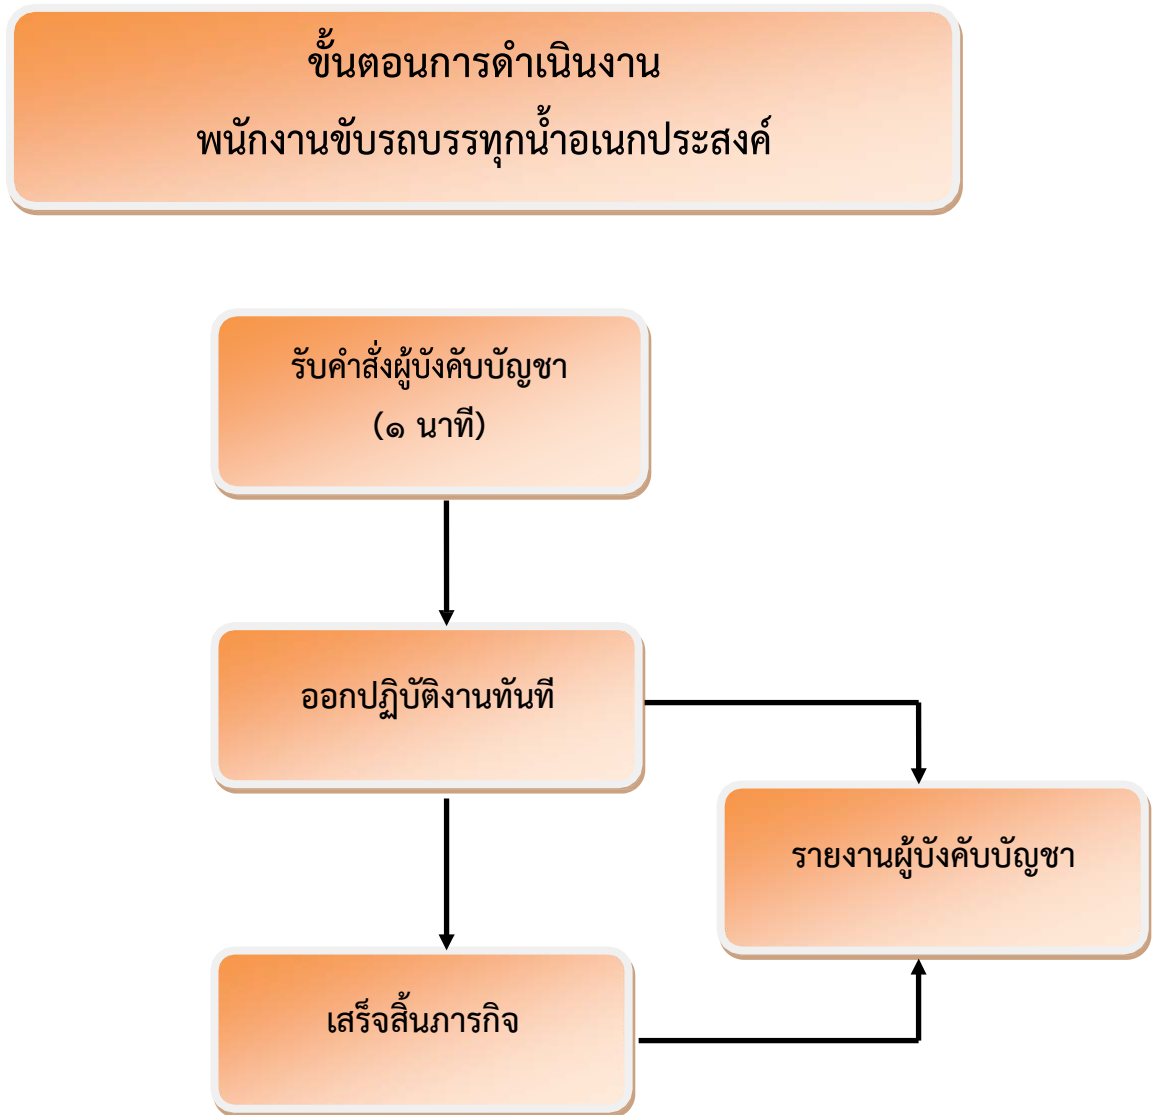 ขั้นตอนการดำเนินงาน
พนักงานขับรถบรรทุกน้ำอเนกประสงค์
รับคำสั่งผู้บังคับบัญชา
(๑ นาที)
ออกปฏิบัติงานทันที
รายงานผู้บังคับบัญชา
เสร็จสิ้นภารกิจ